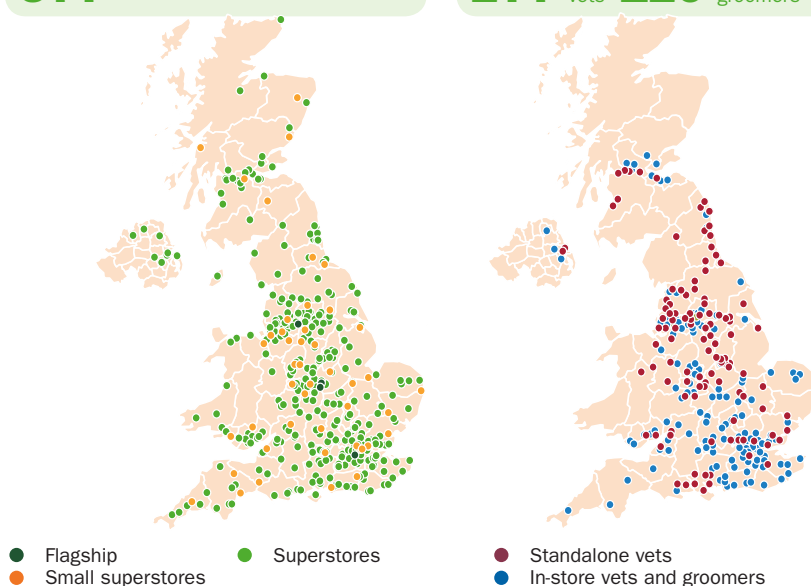 vets groomers
Flagship
Superstores
Small superstores
Standalone vets
In-store vets and groomers